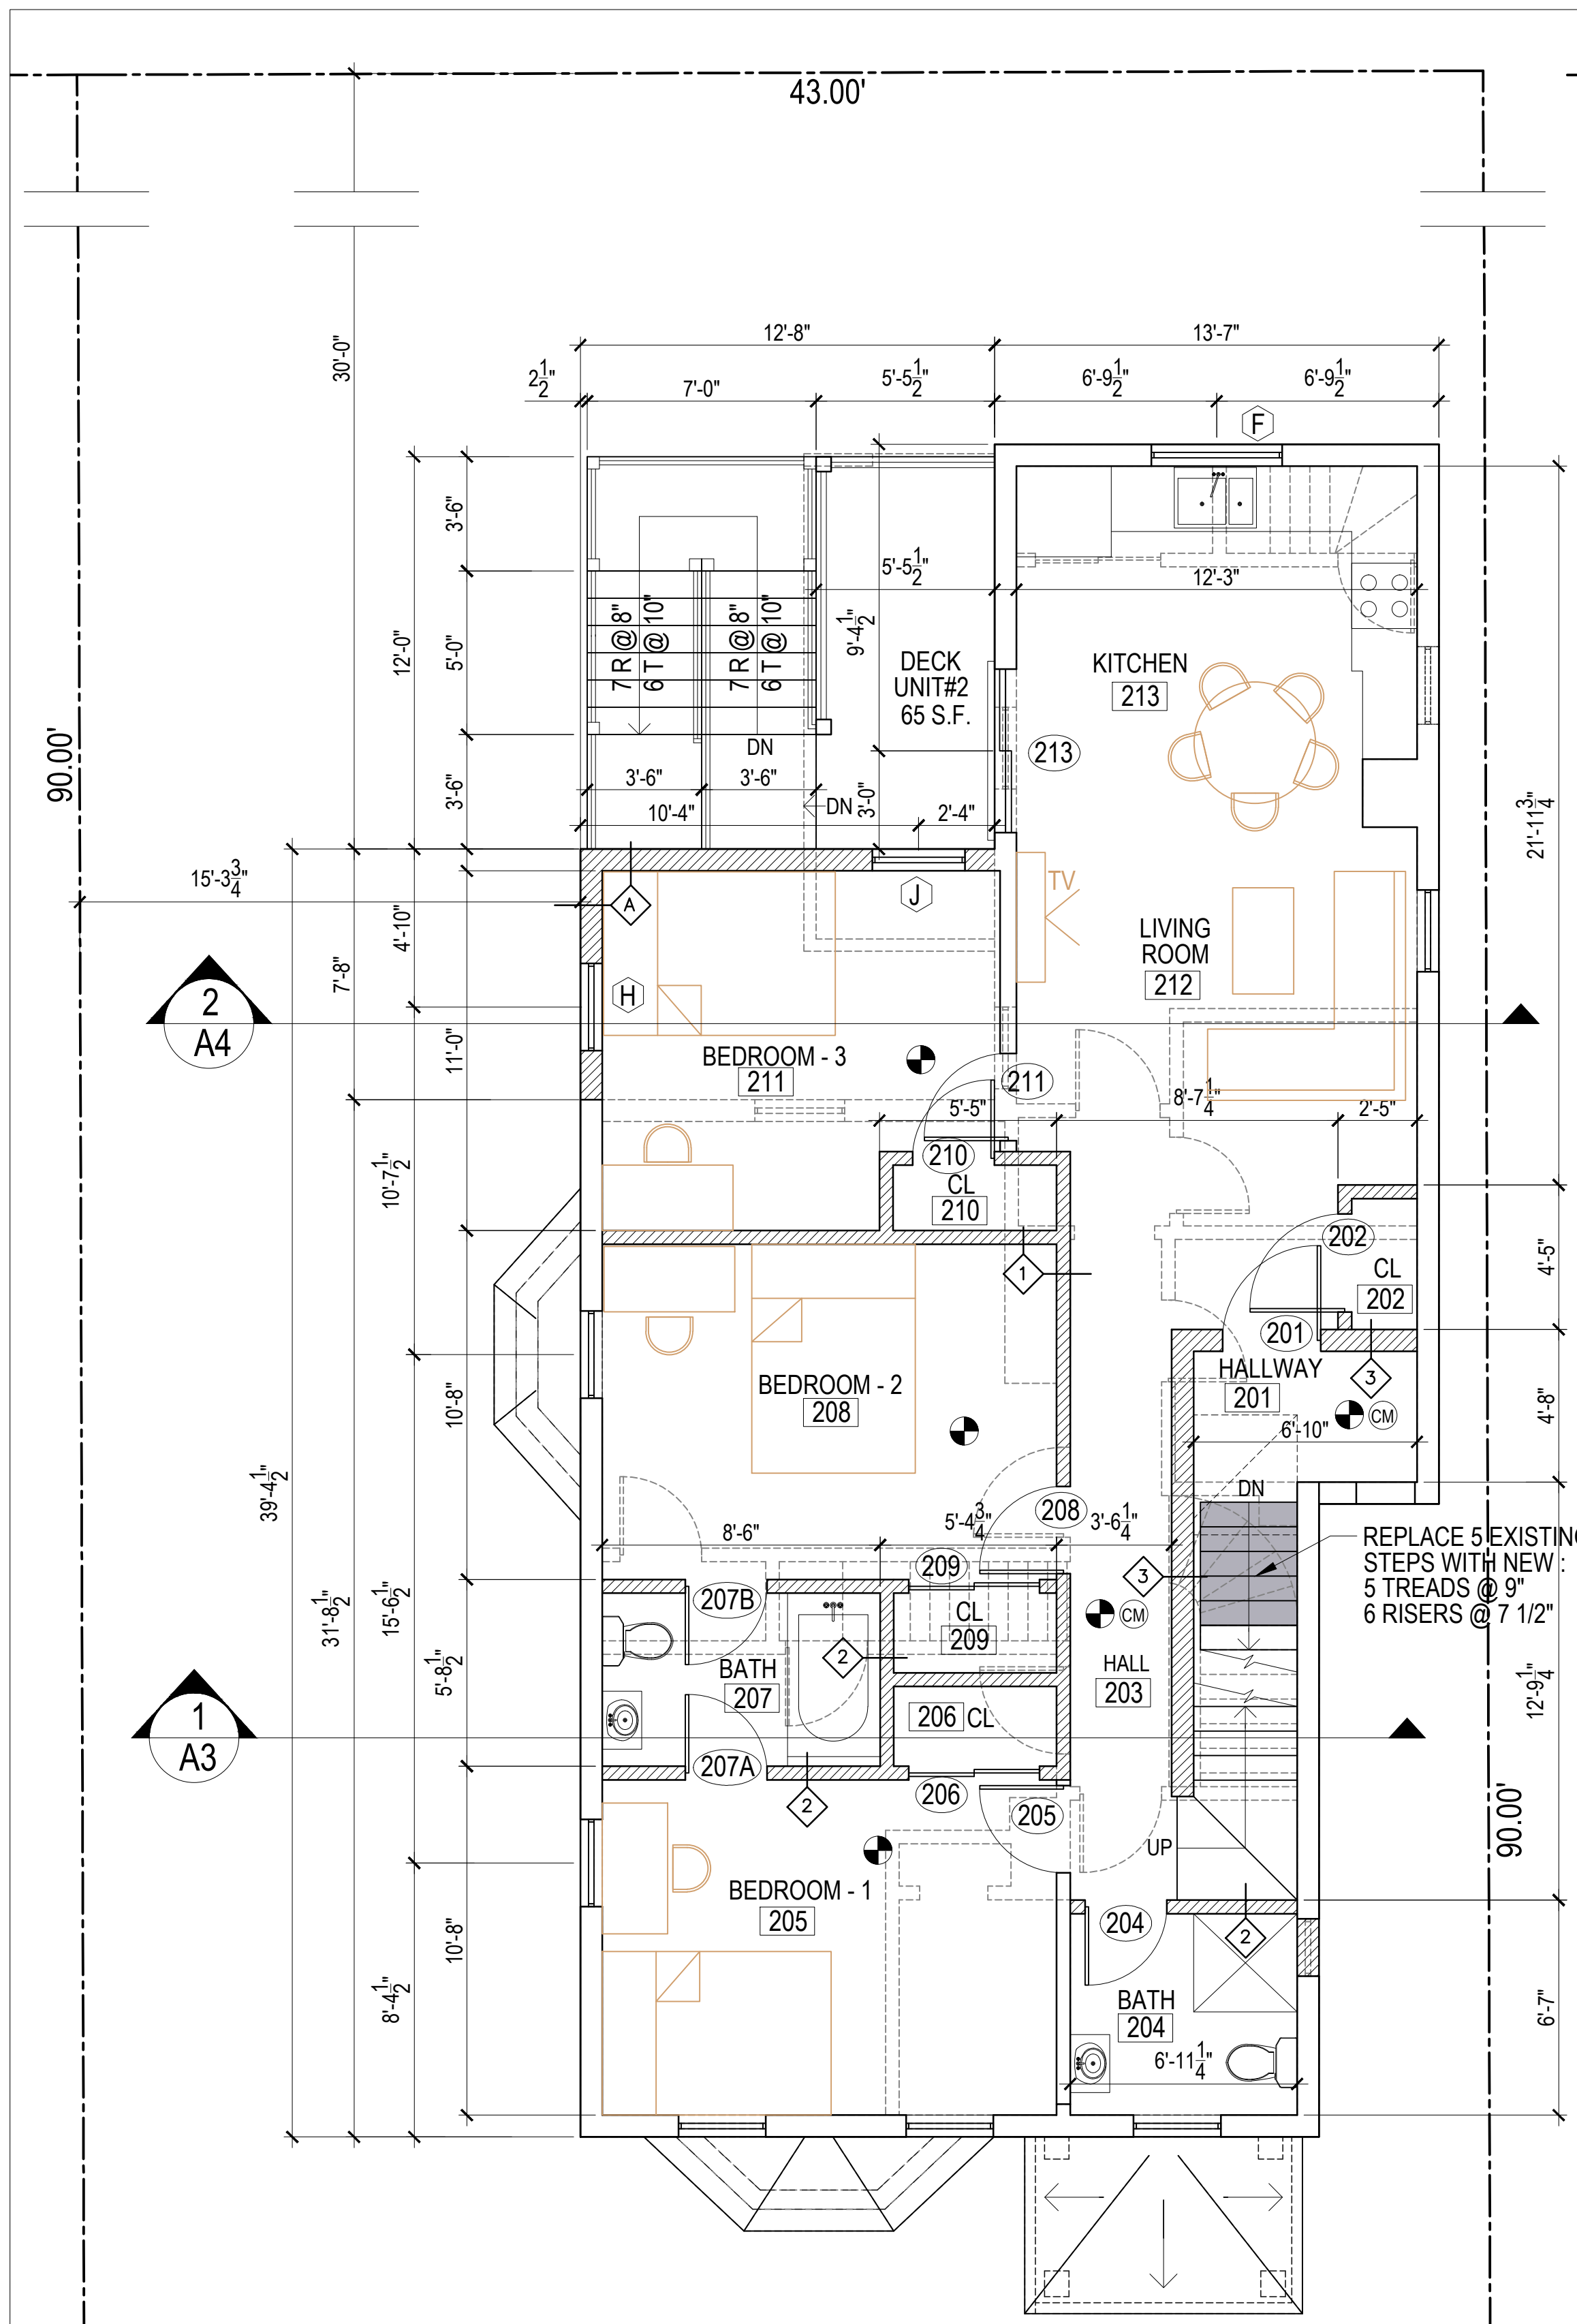 43.00'
12'-8"
13'-7"
2 1/2"
7'-0"
5'-5 1/2"
6'-9 1/2"
6'-9 1/2"
30'-0"
F
3'-6"
12'-0"
5'-0"
3'-6"
7 R @ 8"
6 T @ 10"
7 R @ 8"
6 T @ 10"
5'-5 1/2"
12'-3"
9'-4 1/2"
DECK
UNIT#2
65 S.F.
KITCHEN
213
213
DN
3'-6"
3'-6"
DN
3'-0"
10'-4"
2'-4"
90.00'
15'-3 3/4"
21'-11 3/4"
A
J
TV
LIVING
ROOM
212
4'-10"
7'-8"
H
2
A4
11'-0"
BEDROOM - 3
211
211
5'-5"
8'-7 1/4"
2'-5"
10'-7 1/2"
210
CL
210
202
CL
202
4'-5"
1
201
HALLWAY
201
3
CM
6'-10"
4'-8"
BEDROOM - 2
208
10'-8"
39'-4 1/2"
DN
208
8'-6"
5'-4 3/4"
3'-6 1/4"
REPLACE 5 EXISTING
STEPS WITH NEW :
5 TREADS @ 9"
6 RISERS @ 7 1/2"
209
3
207B
CL
209
CM
31'-8 1/2"
15'-6 1/2"
5'-8 1/2"
2
BATH
207
HALL
203
12'-9 1/4"
1
A3
206 CL
207A
206
2
205
UP
90.00'
BEDROOM - 1
205
204
2
10'-8"
8'-4 1/2"
BATH
204
6'-11 1/4"
6'-7"